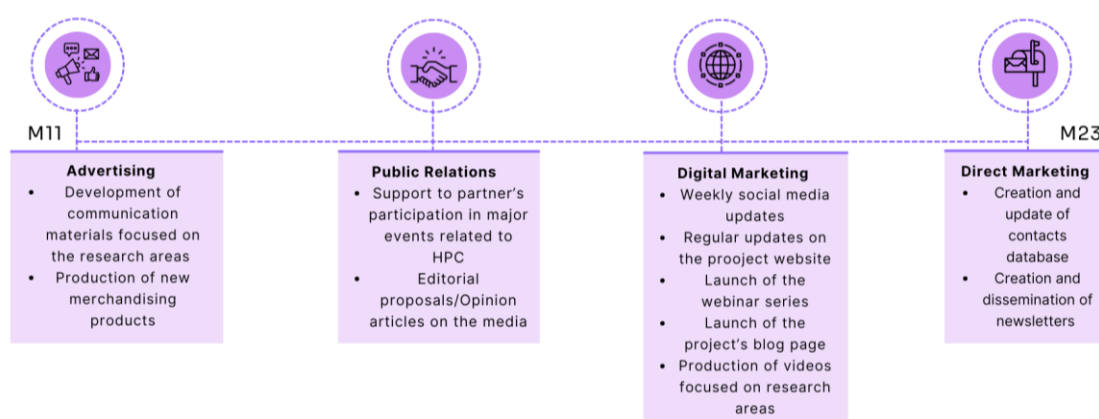 M11
M23
Advertising
• Development of
communication
materials focused on
the research areas
• Production of new
merchandising
products
Public Relations
• Support to partner's
participation in major
events related to
HPC
• Editorial
proposals/Opinion
articles on the media
Digital Marketing
• Weekly social media
updates
• Regular updates on
the prooject website
• Launch of the
webinar series
• Launch of the
project's blog page
• Production of videos
focused on research
areas
Direct Marketing
• Creation and
update of
contacts
database
• Creation and
dissemination of
newsletters